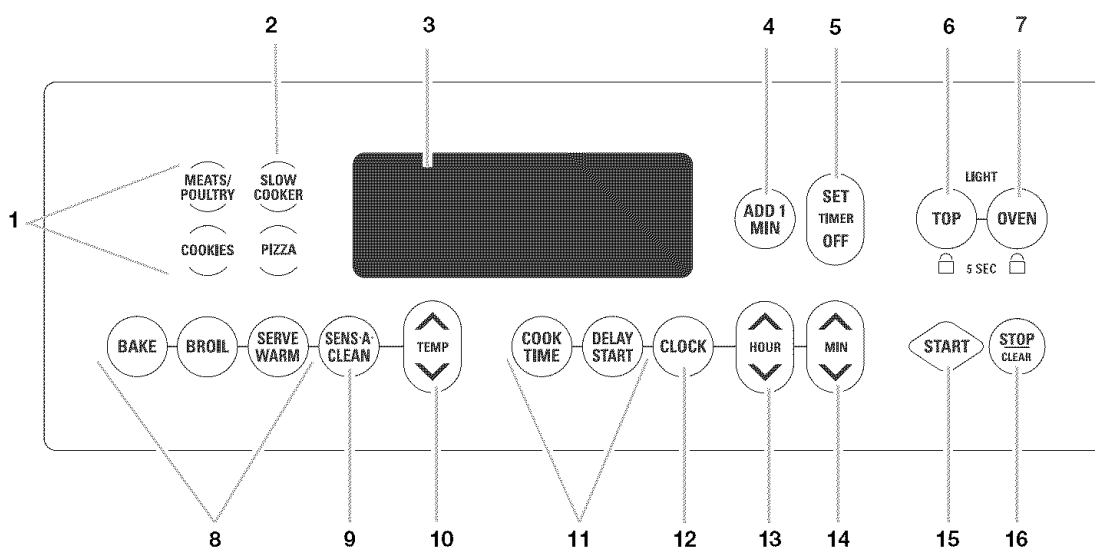 2 3 4 5 6 7
1
MEATS/
POULTRY
SLOW
COOKER
COOKIES
PIZZA
ADD 1
MIN
SET
TIMER
OFF
LIGHT
TOP
OVEN
5 SEC
BAKE
BROIL
SERVE
WARM
SENS·A·
CLEAN
TEMP
COOK
TIME
DELAY
START
CLOCK
HOUR
MIN
START
STOP
CLEAR
8 9 10 11 12 13 14 15 16